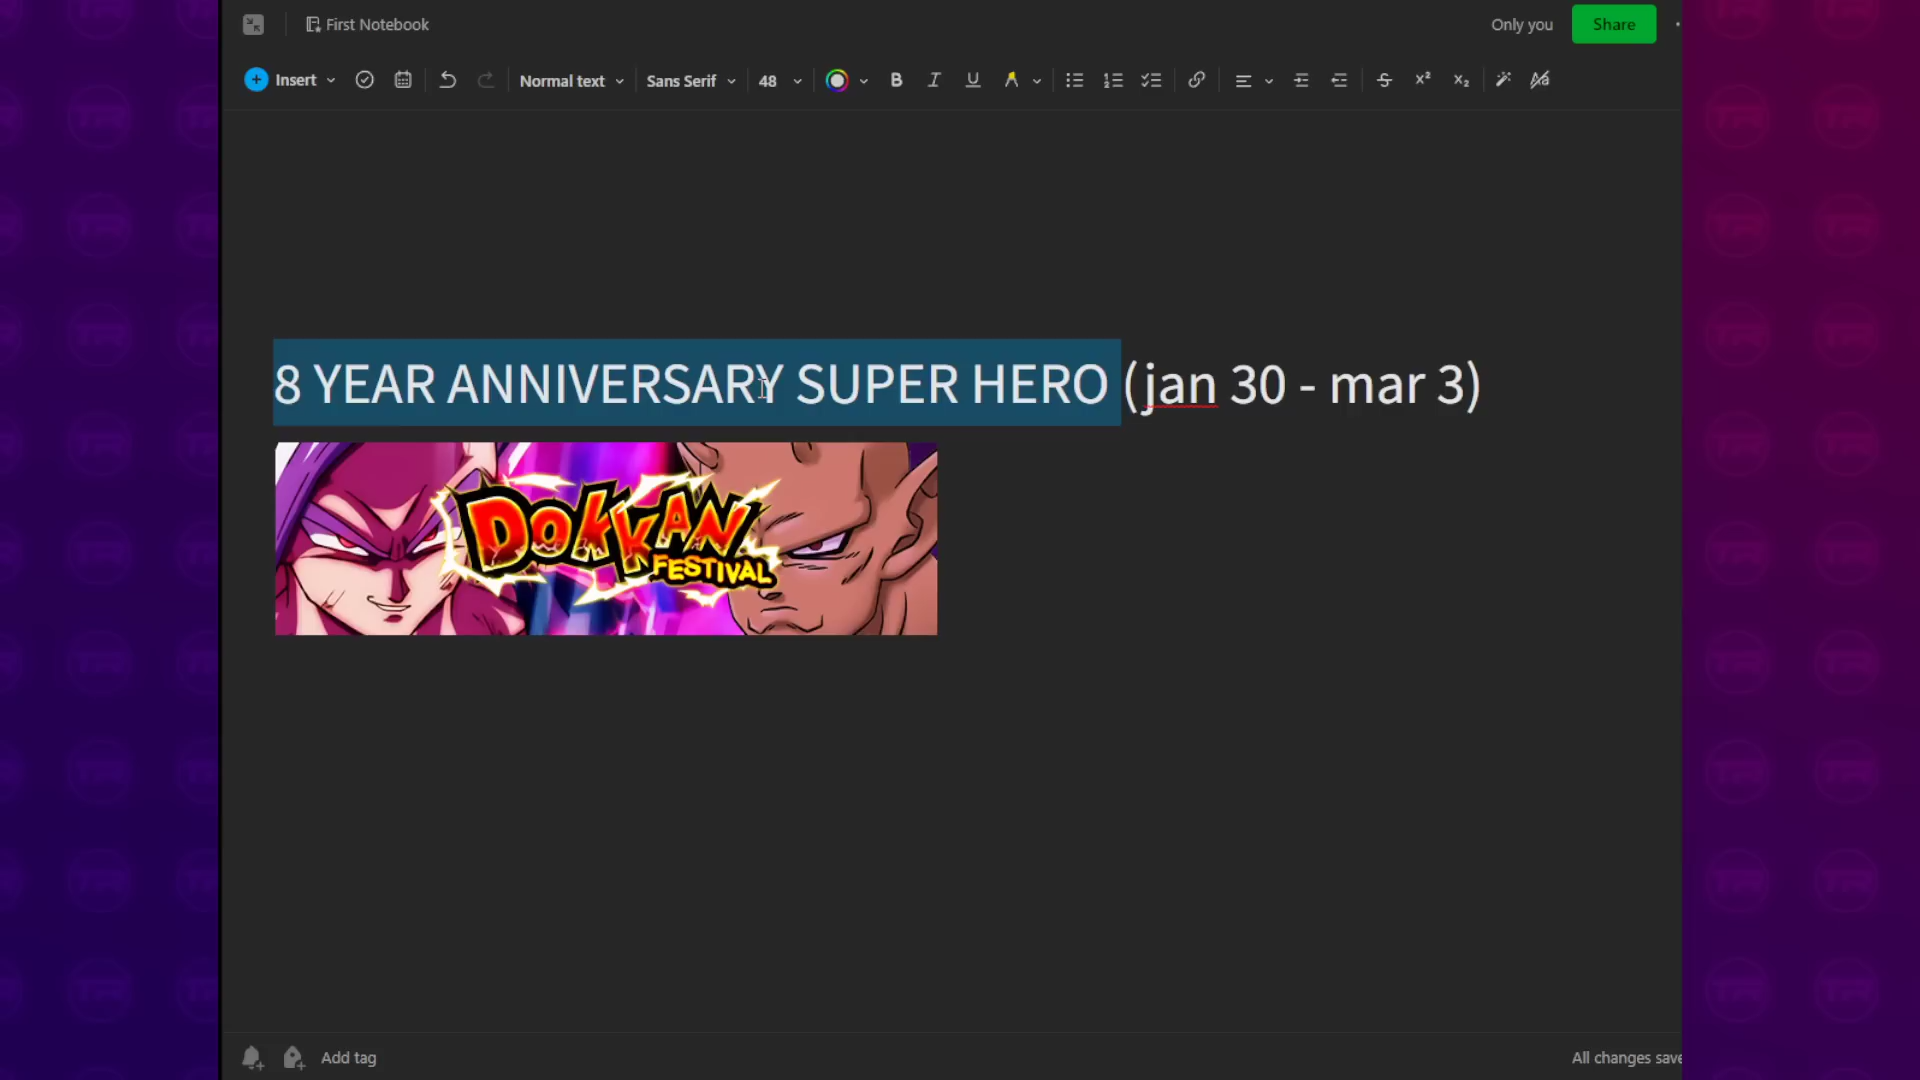 First Notebook
Only you
Share
Insert
Normal text
Sans Serif
48
8 YEAR ANNIVERSARY SUPER HERO (jan 30 - mar 3)
DOKKAN
FESTIVAL
Add tag
All changes save